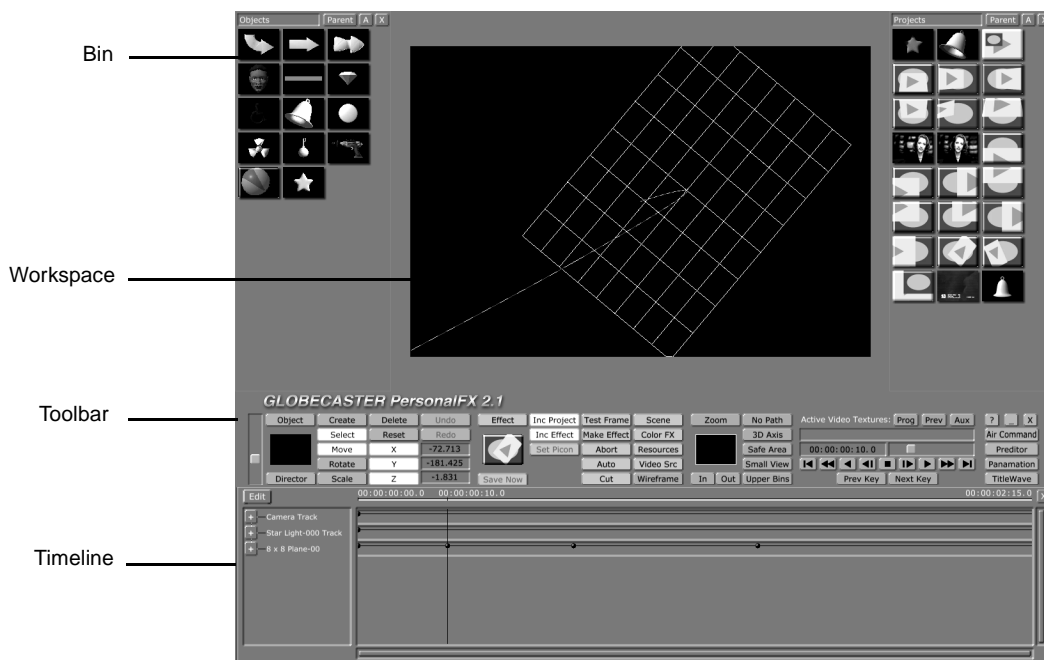 Objects Parent A X
Projects Parent A
Bin
Workspace
Toolbar
Timeline
GLOBECASTER PersonalFX 2.1
Object Create Delete Undo Effect Inc Project Test Frame Scene Zoom No Path Active Video Textures: Prog Prev Aux ? _ X
Select Reset Redo Inc Effect Make Effect Color FX 3D Axis Air Command
Move X -72.713 Set Picon Abort Resources Safe Area 00:00:00:10.0 Preditor
Rotate Y -181.425 Auto Video Src Small View Panamation
Director Scale Z -1.831 Save Now Cut Wireframe In Out Upper Bins Prev Key Next Key TitleWave
Edit 00:00:00:00.0 00:00:00:10.0 00:00:02:15.0
+ Camera Track
+ Star Light-000 Track
+ 8 x 8 Plane-00